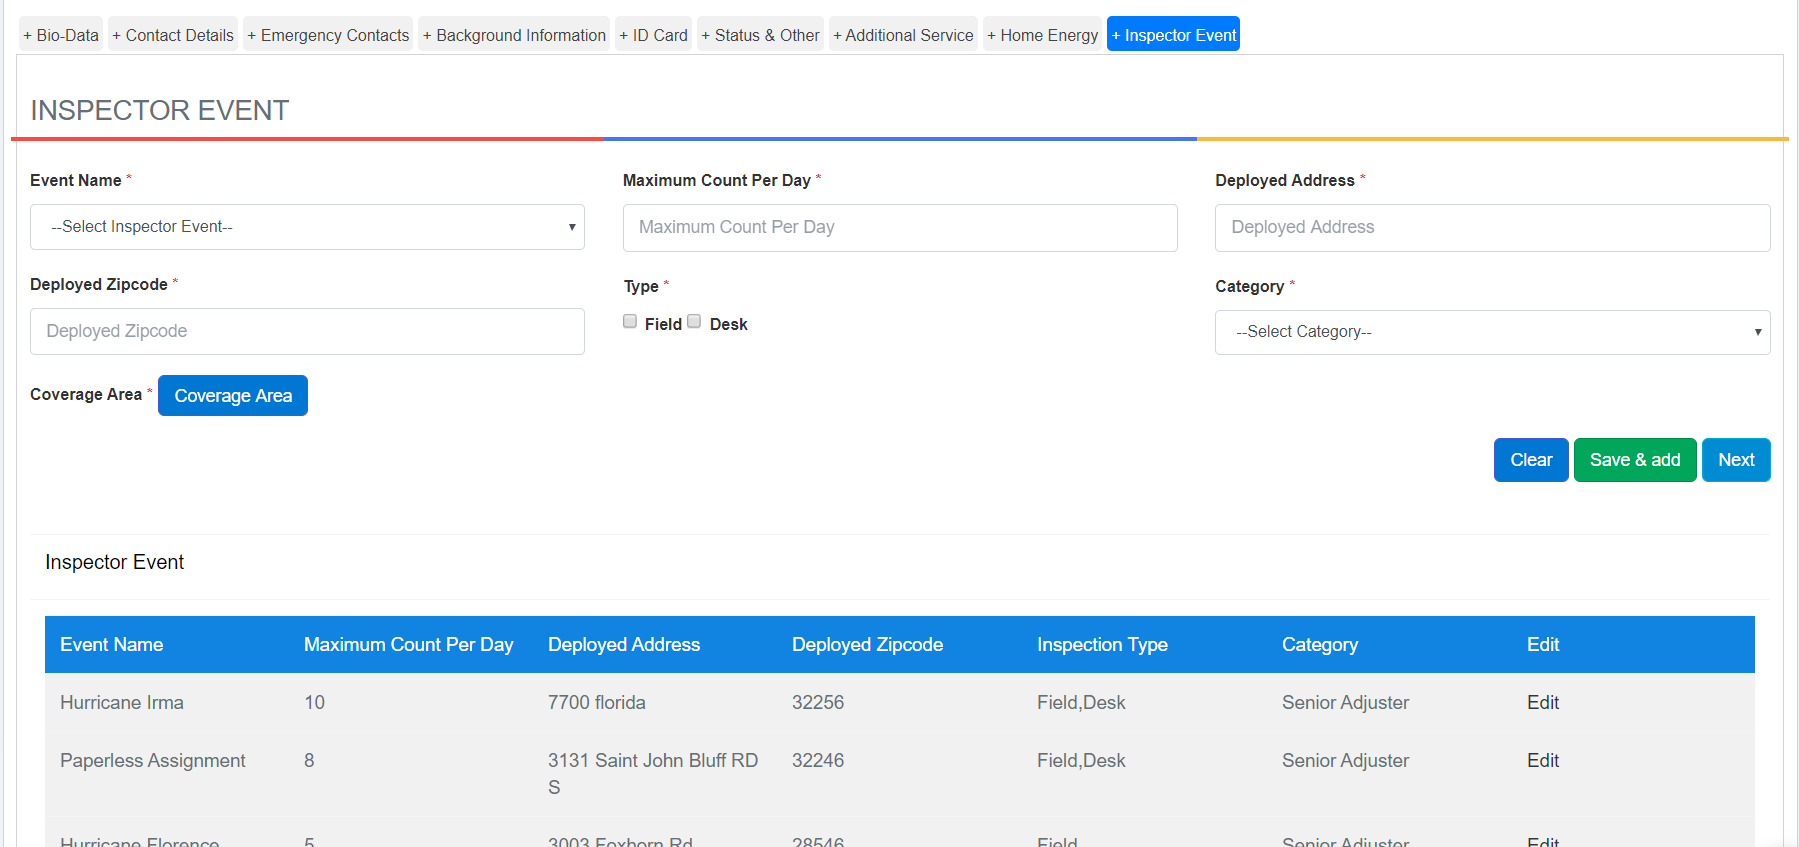 + Bio-Data + Contact Details + Emergency Contacts + Background Information + ID Card + Status & Other + Additional Service + Home Energy + Inspector Event
INSPECTOR EVENT
Event Name * Maximum Count Per Day * Deployed Address *
--Select Inspector Event-- Maximum Count Per Day Deployed Address
Deployed Zipcode * Type * Category *
Deployed Zipcode Field Desk --Select Category--
Coverage Area * Coverage Area
Clear Save & add Next
Inspector Event
Event Name Maximum Count Per Day Deployed Address Deployed Zipcode Inspection Type Category Edit
Hurricane Irma 10 7700 florida 32256 Field,Desk Senior Adjuster Edit
Paperless Assignment 8 3131 Saint John Bluff RD 32246 Field,Desk Senior Adjuster Edit
S
Hurricane Florence 5 3003 Foxhorn Rd 28546 Field Senior Adjuster Edit